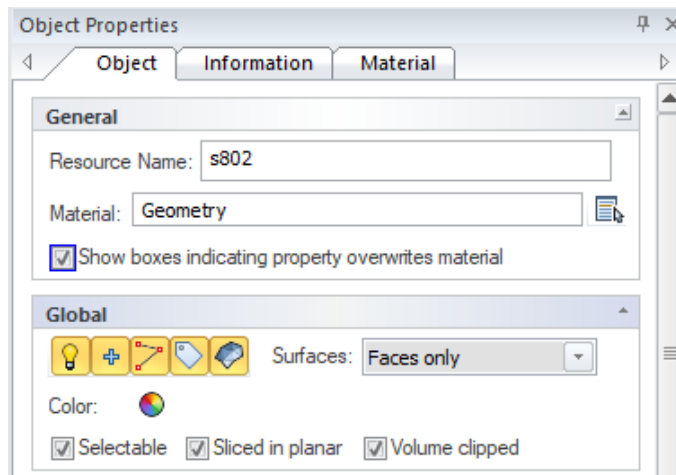 Object Properties
Object Information Material
General
Resource Name: s802
Material: Geometry
Show boxes indicating property overwrites material
Global
Surfaces: Faces only
Color:
Selectable Sliced in planar Volume clipped